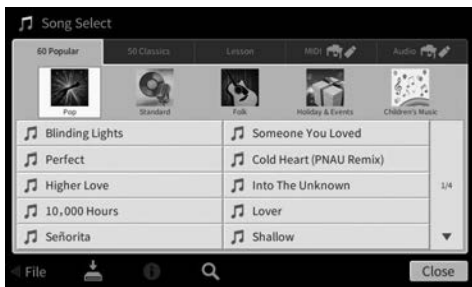 Song Select
60 Popular 50 Classics Lesson MIDI Audio
Pop Standard Folk Holiday & Events Children's Music
Blinding Lights Someone You Loved
Perfect Cold Heart (PNAU Remix)
Higher Love Into The Unknown 1/4
10,000 Hours Lover
Señorita Shallow
File Close